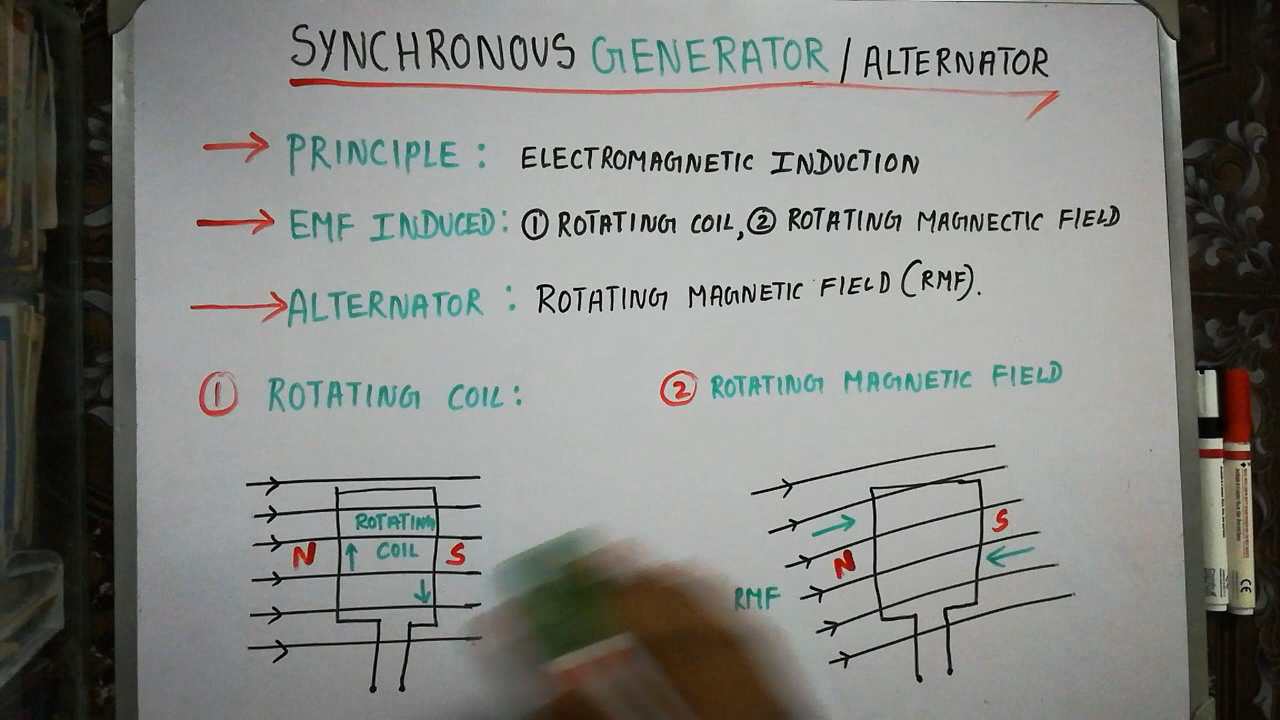 SYNCHRONOUS GENERATOR / ALTERNATOR
→ PRINCIPLE : ELECTROMAGNETIC INDUCTION
→ EMF INDUCED: ① ROTATING COIL, ② ROTATING MAGNECTIC FIELD
→ ALTERNATOR : ROTATING MAGNETIC FIELD (RMF).
① ROTATING COIL:
② ROTATING MAGNETIC FIELD
ROTATING
N COIL S
N S
RMF
CE